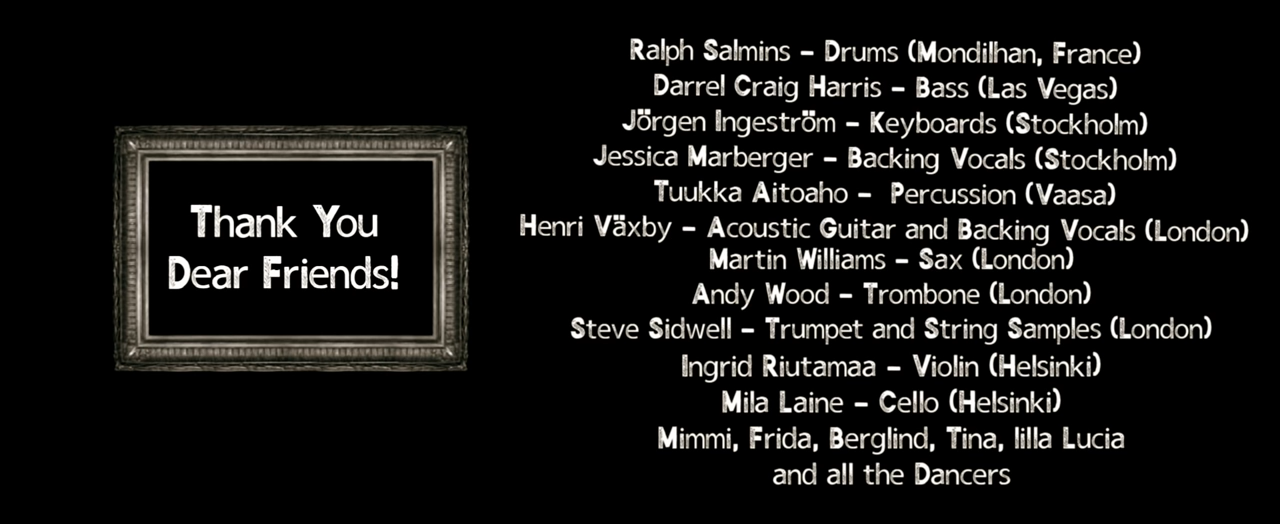 Thank You
Dear Friends!
Ralph Salmins - Drums (Mondilhan, France)
Darrel Craig Harris - Bass (Las Vegas)
Jörgen Ingeström - Keyboards (Stockholm)
Jessica Marberger - Backing Vocals (Stockholm)
Tuukka Aitoaho - Percussion (Vaasa)
Henri Växby - Acoustic Guitar and Backing Vocals (London)
Martin Williams - Sax (London)
Andy Wood - Trombone (London)
Steve Sidwell - Trumpet and String Samples (London)
Ingrid Riutamaa - Violin (Helsinki)
Mila Laine - Cello (Helsinki)
Mimmi, Frida, Berglind, Tina, lilla Lucia
and all the Dancers